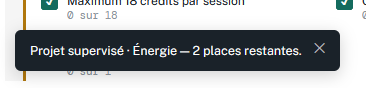 Maximum 18 crédits par session
0 sur 18
Projet supervisé · Énergie — 2 places restantes.
0 sur 1